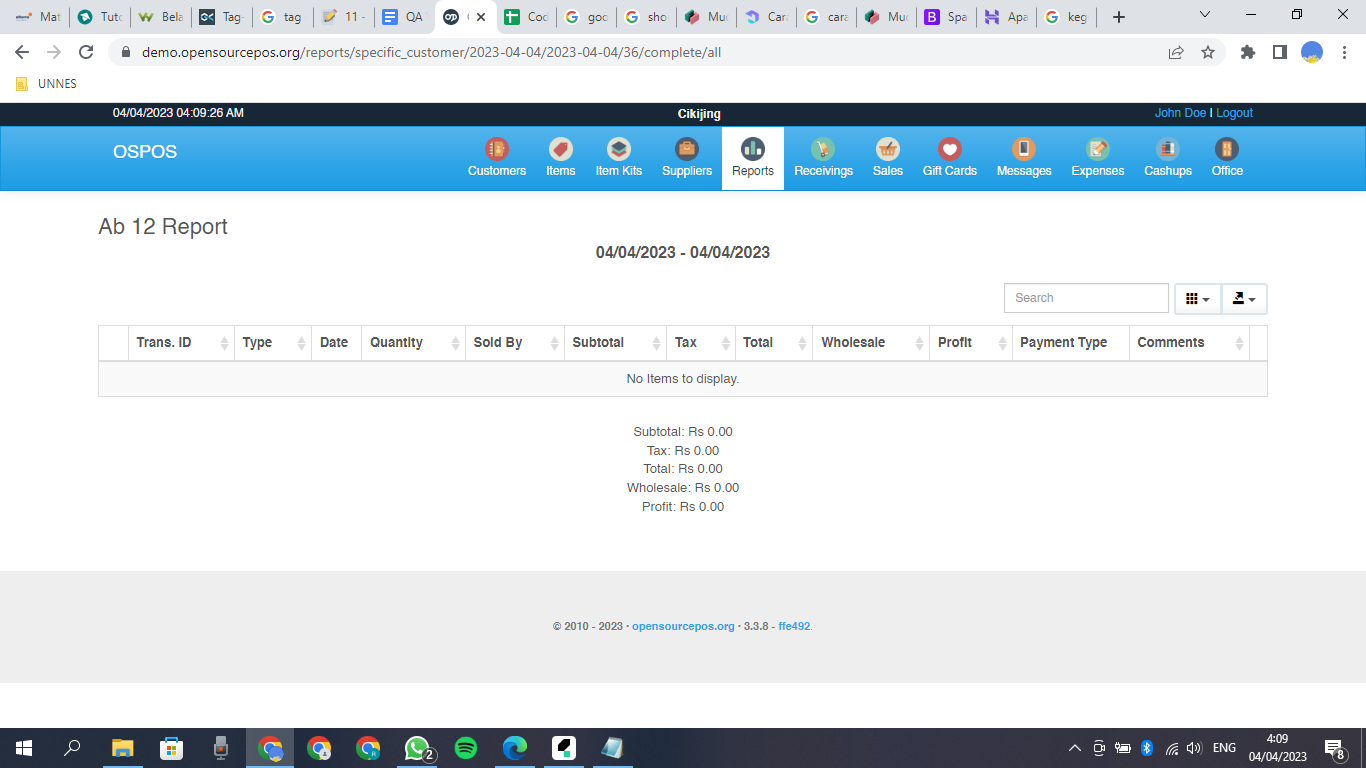 Mat
Tuto
Bela
Tag-
tag
11 -
QA
Cod
goo
sho
Muc
Cara
cara
Muc
Spa
Apa
keg
demo.opensourcepos.org/reports/specific_customer/2023-04-04/2023-04-04/36/complete/all
UNNES
04/04/2023 04:09:26 AM
Cikijing
John Doe | Logout
OSPOS
Customers
Items
Item Kits
Suppliers
Reports
Receivings
Sales
Gift Cards
Messages
Expenses
Cashups
Office
Ab 12 Report
04/04/2023 - 04/04/2023
Search
Trans. ID
Type
Date
Quantity
Sold By
Subtotal
Tax
Total
Wholesale
Profit
Payment Type
Comments
No Items to display.
Subtotal: Rs 0.00
Tax: Rs 0.00
Total: Rs 0.00
Wholesale: Rs 0.00
Profit: Rs 0.00
© 2010 - 2023 · opensourcepos.org · 3.3.8 - ffe492.
2
ENG
4:09
04/04/2023
8